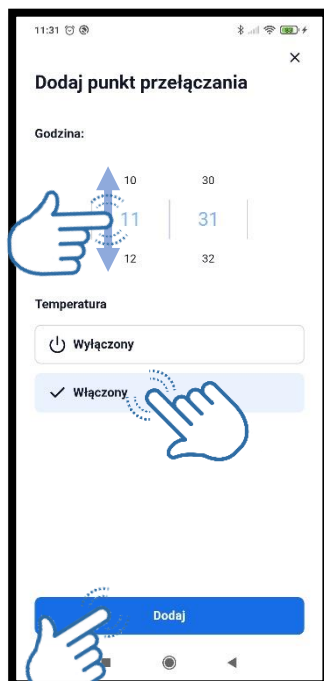 11:31
Dodaj punkt przełączania
Godzina:
10 30
11 31
12 32
Temperatura
Wyłączony
Włączony
Dodaj